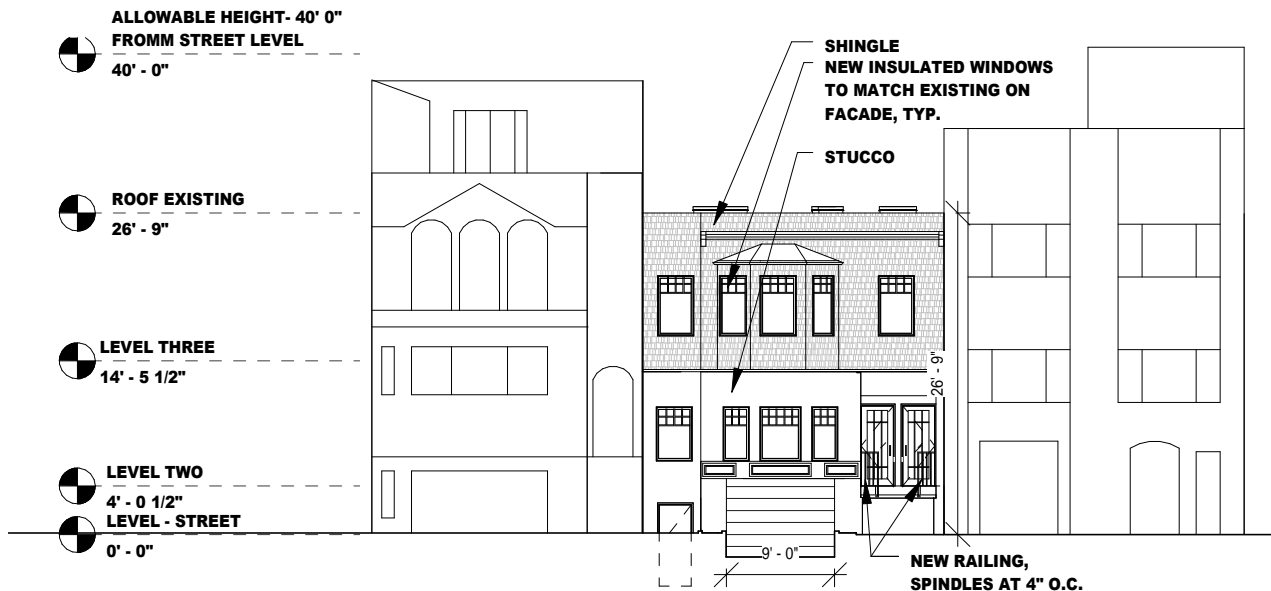 ALLOWABLE HEIGHT- 40' 0"
FROMM STREET LEVEL
40' - 0"
ROOF EXISTING
26' - 9"
LEVEL THREE
14' - 5 1/2"
LEVEL TWO
4' - 0 1/2"
LEVEL - STREET
0' - 0"
SHINGLE
NEW INSULATED WINDOWS
TO MATCH EXISTING ON
FACADE, TYP.
STUCCO
26' - 9"
9' - 0"
NEW RAILING,
SPINDLES AT 4" O.C.